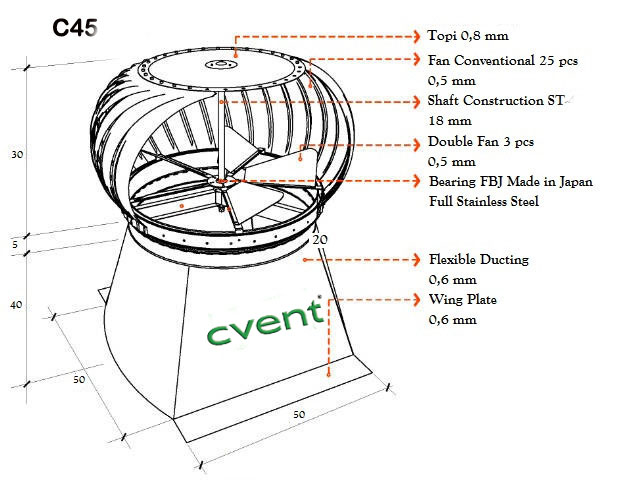 C45
Topi 0,8 mm
Fan Conventional 25 pcs
0,5 mm
Shaft Construction ST
18 mm
Double Fan 3 pcs
0,5 mm
Bearing FBJ Made in Japan
Full Stainless Steel
Flexible Ducting
0,6 mm
Wing Plate
0,6 mm
30
5
40
50
50
20
cvent